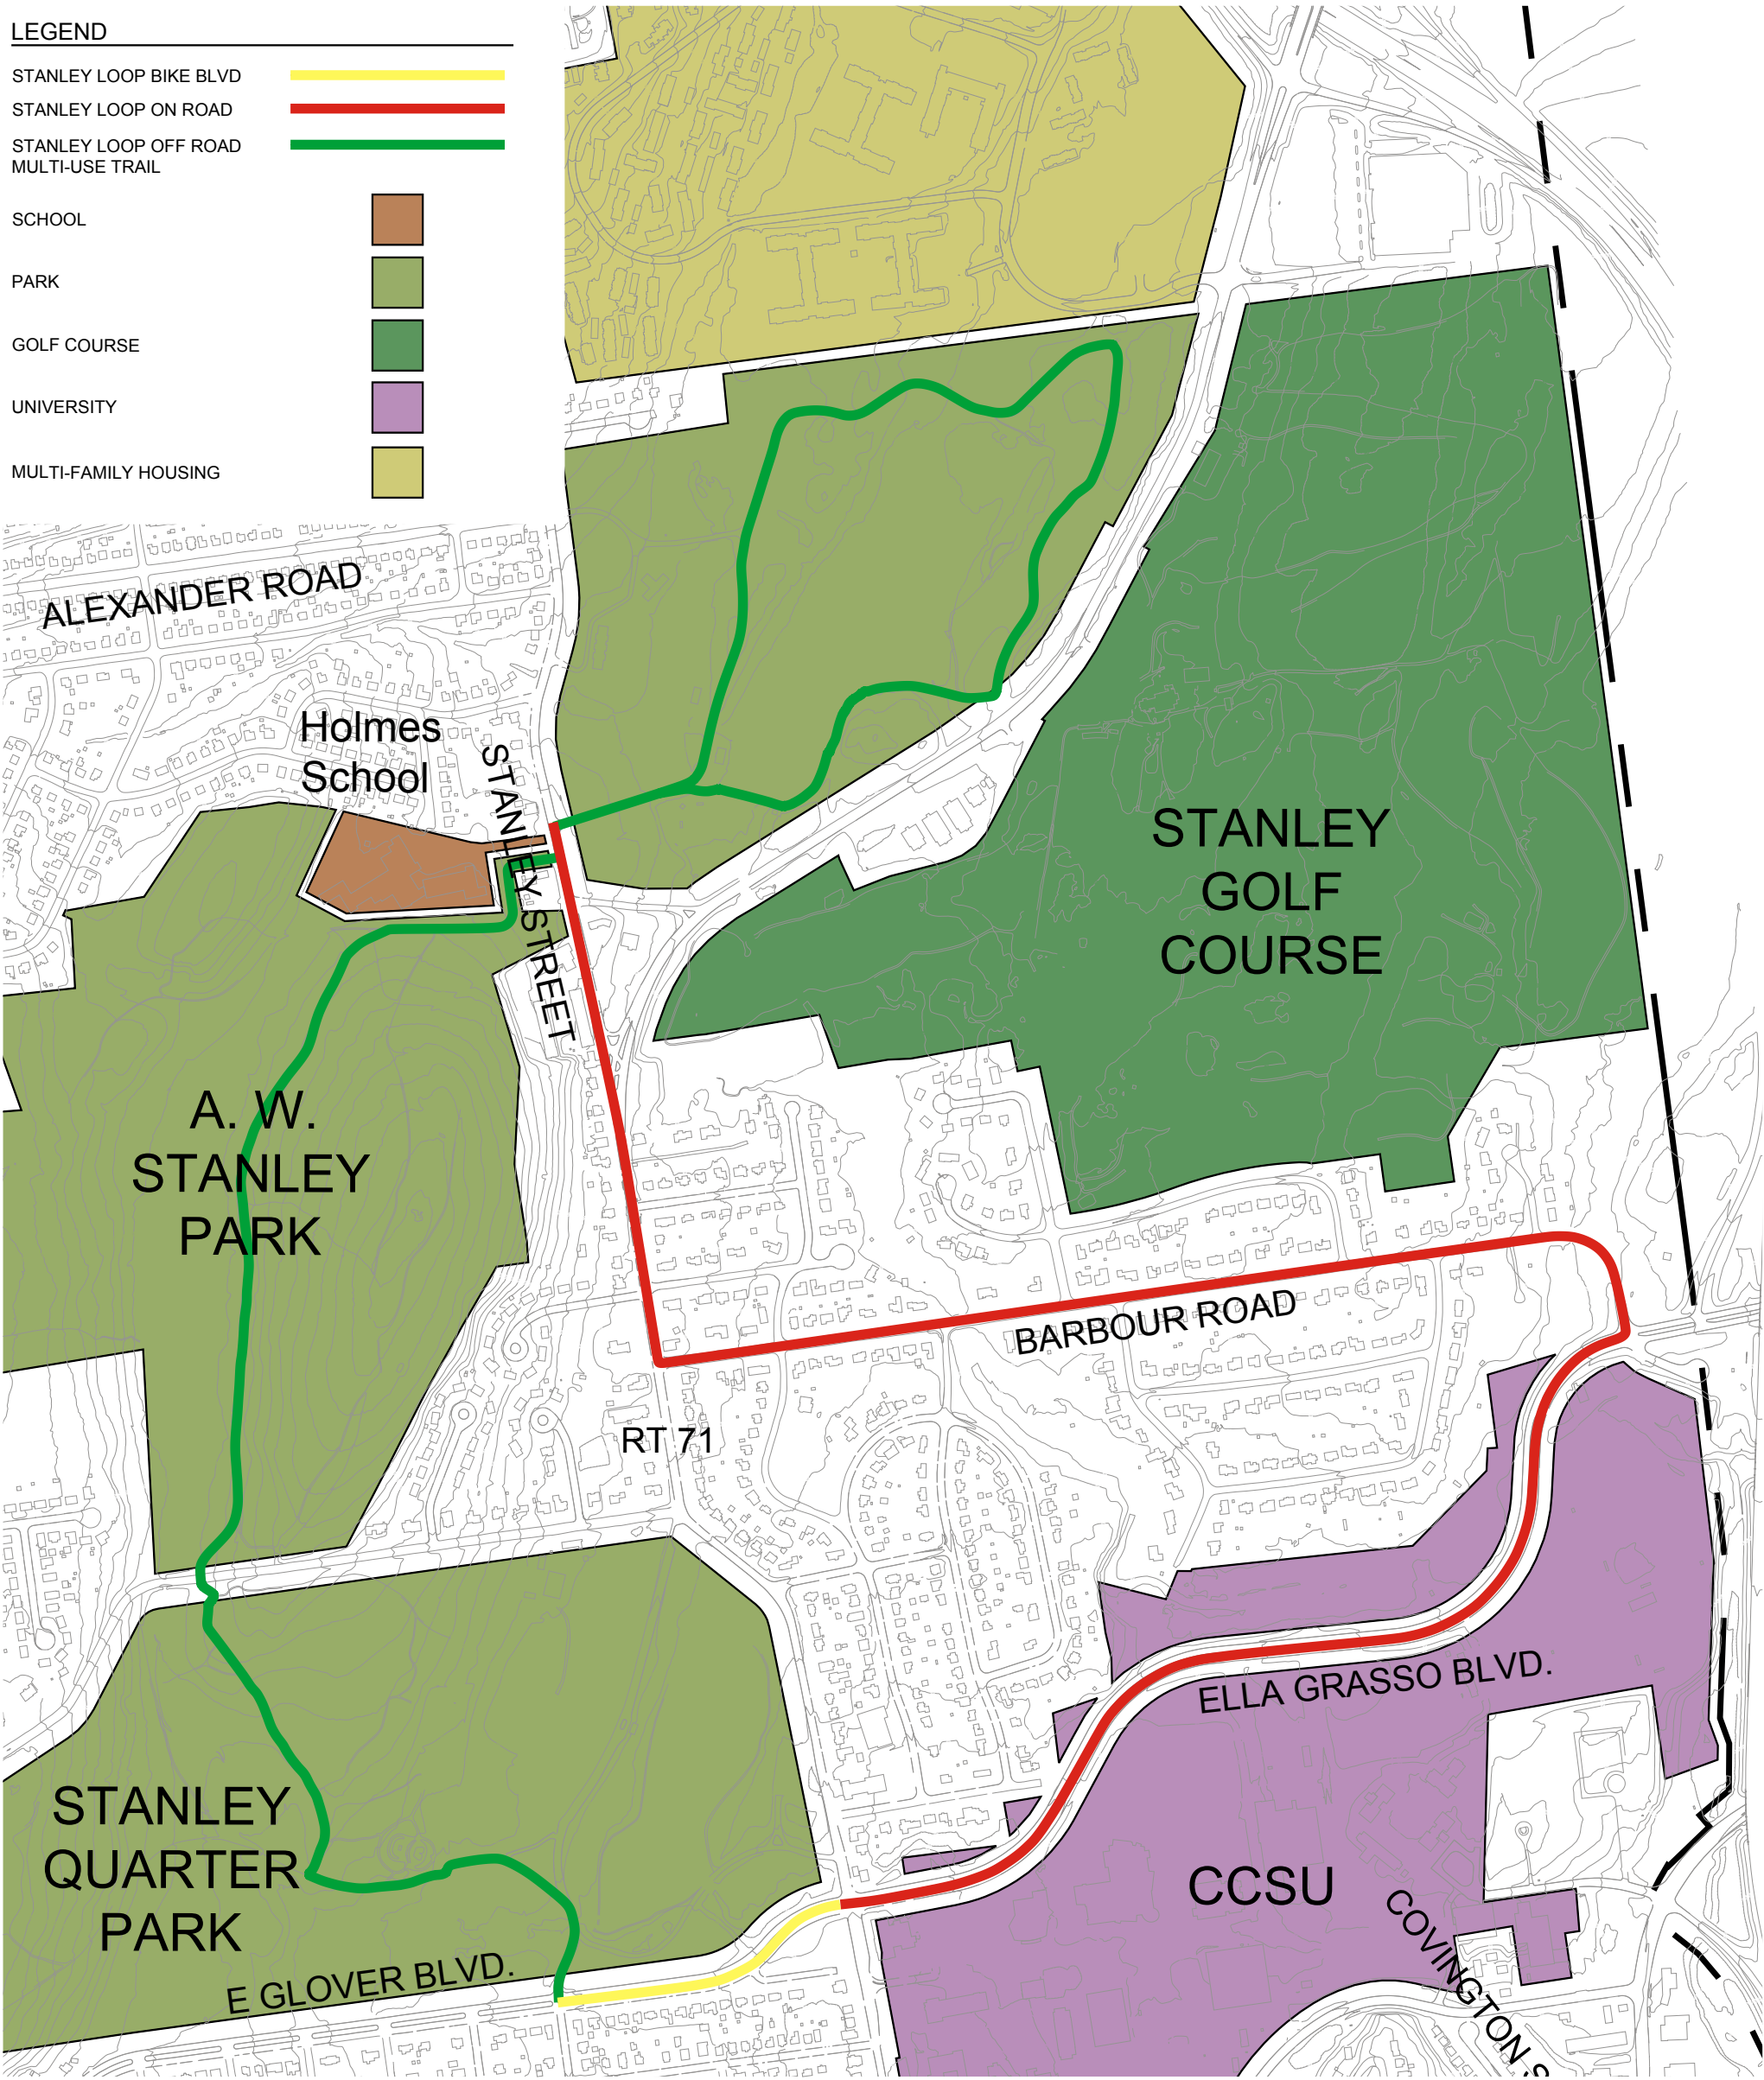 LEGEND
STANLEY LOOP BIKE BLVD
STANLEY LOOP ON ROAD
STANLEY LOOP OFF ROAD
MULTI-USE TRAIL
SCHOOL
PARK
GOLF COURSE
UNIVERSITY
MULTI-FAMILY HOUSING
ALEXANDER ROAD
Holmes
School
STANLEY STREET
STANLEY
GOLF
COURSE
A. W.
STANLEY
PARK
BARBOUR ROAD
RT 71
ELLA GRASSO BLVD.
STANLEY
QUARTER
PARK
CCSU
COVINGTON S
E GLOVER BLVD.